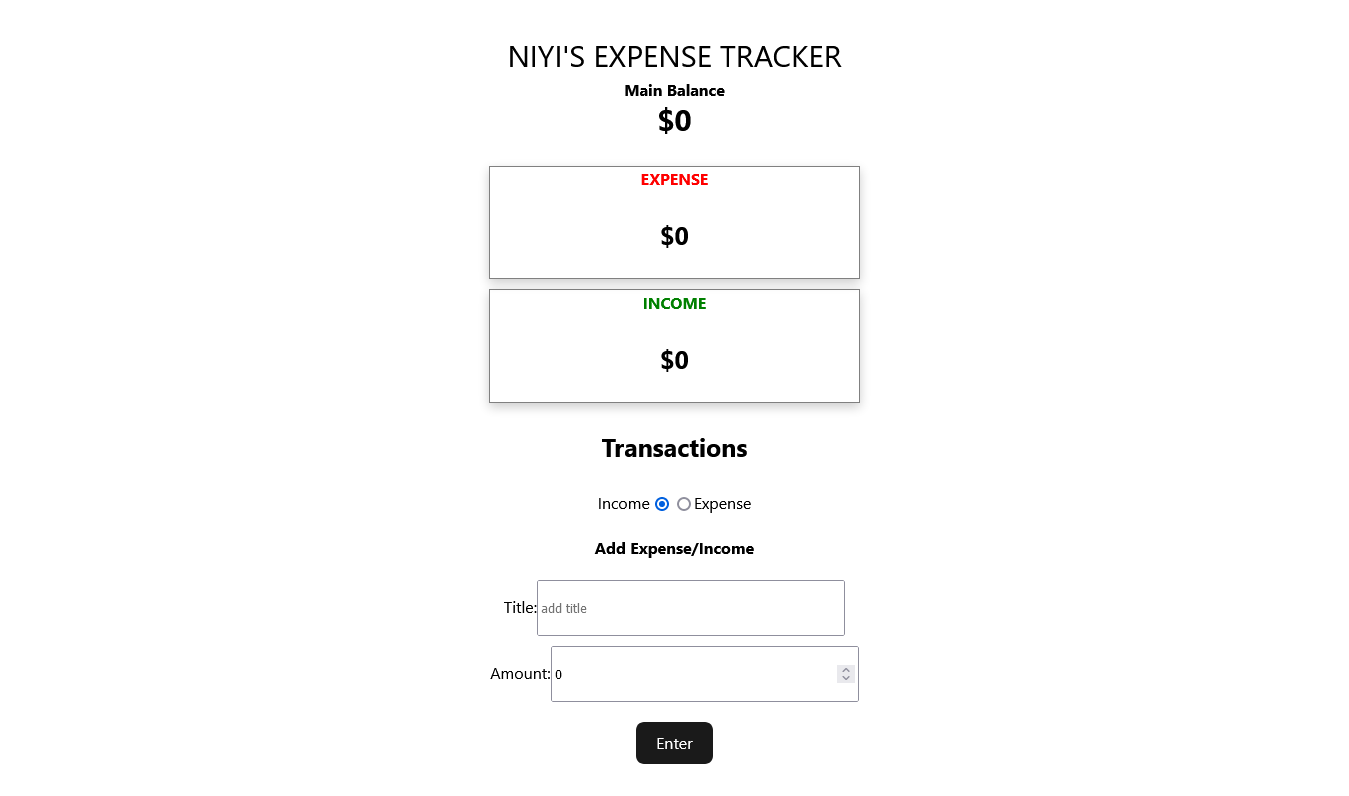 NIYI'S EXPENSE TRACKER
Main Balance
$0
EXPENSE
$0
INCOME
$0
Transactions
Income Expense
Add Expense/Income
Title: add title
Amount: 0
Enter